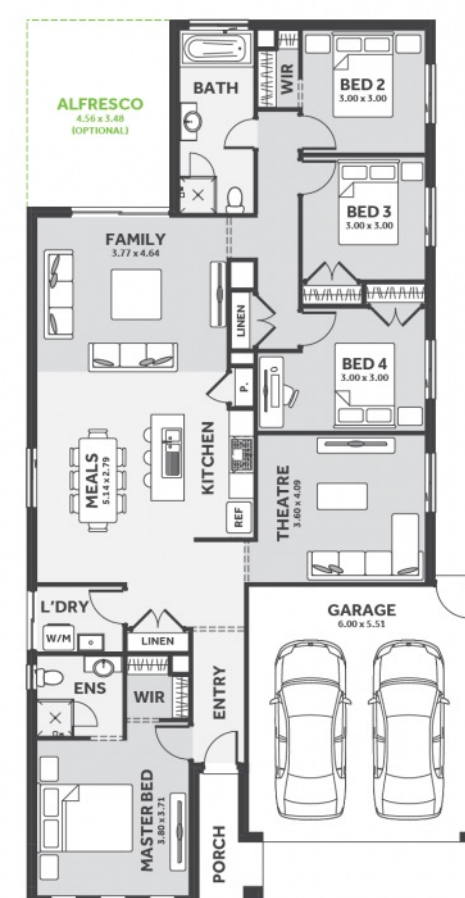 BATH
WIR
BED 2
3.00 x 3.00
ALFRESCO
4.56 x 3.48
(OPTIONAL)
BED 3
3.00 x 3.00
FAMILY
3.77 x 4.64
LINEN
BED 4
3.00 x 3.00
P.
KITCHEN
MEALS
5.14 x 2.79
REF
THEATRE
3.60 x 4.09
L'DRY
W/M
LINEN
GARAGE
6.00 x 5.51
ENS
WIR
ENTRY
MASTER BED
3.80 x 3.71
PORCH